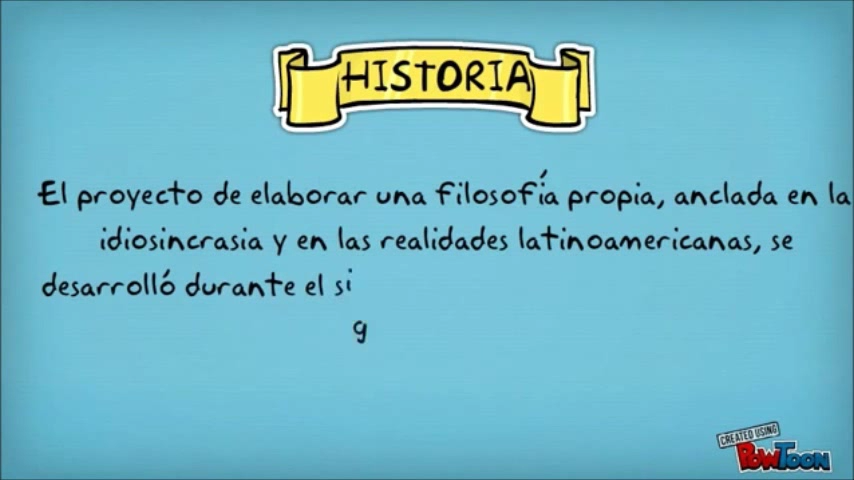 HISTORIA
El proyecto de elaborar una filosofía propia, anclada en la
idiosincrasia y en las realidades latinoamericanas, se
desarrolló durante el si
g
CREATED USING
POWTOON